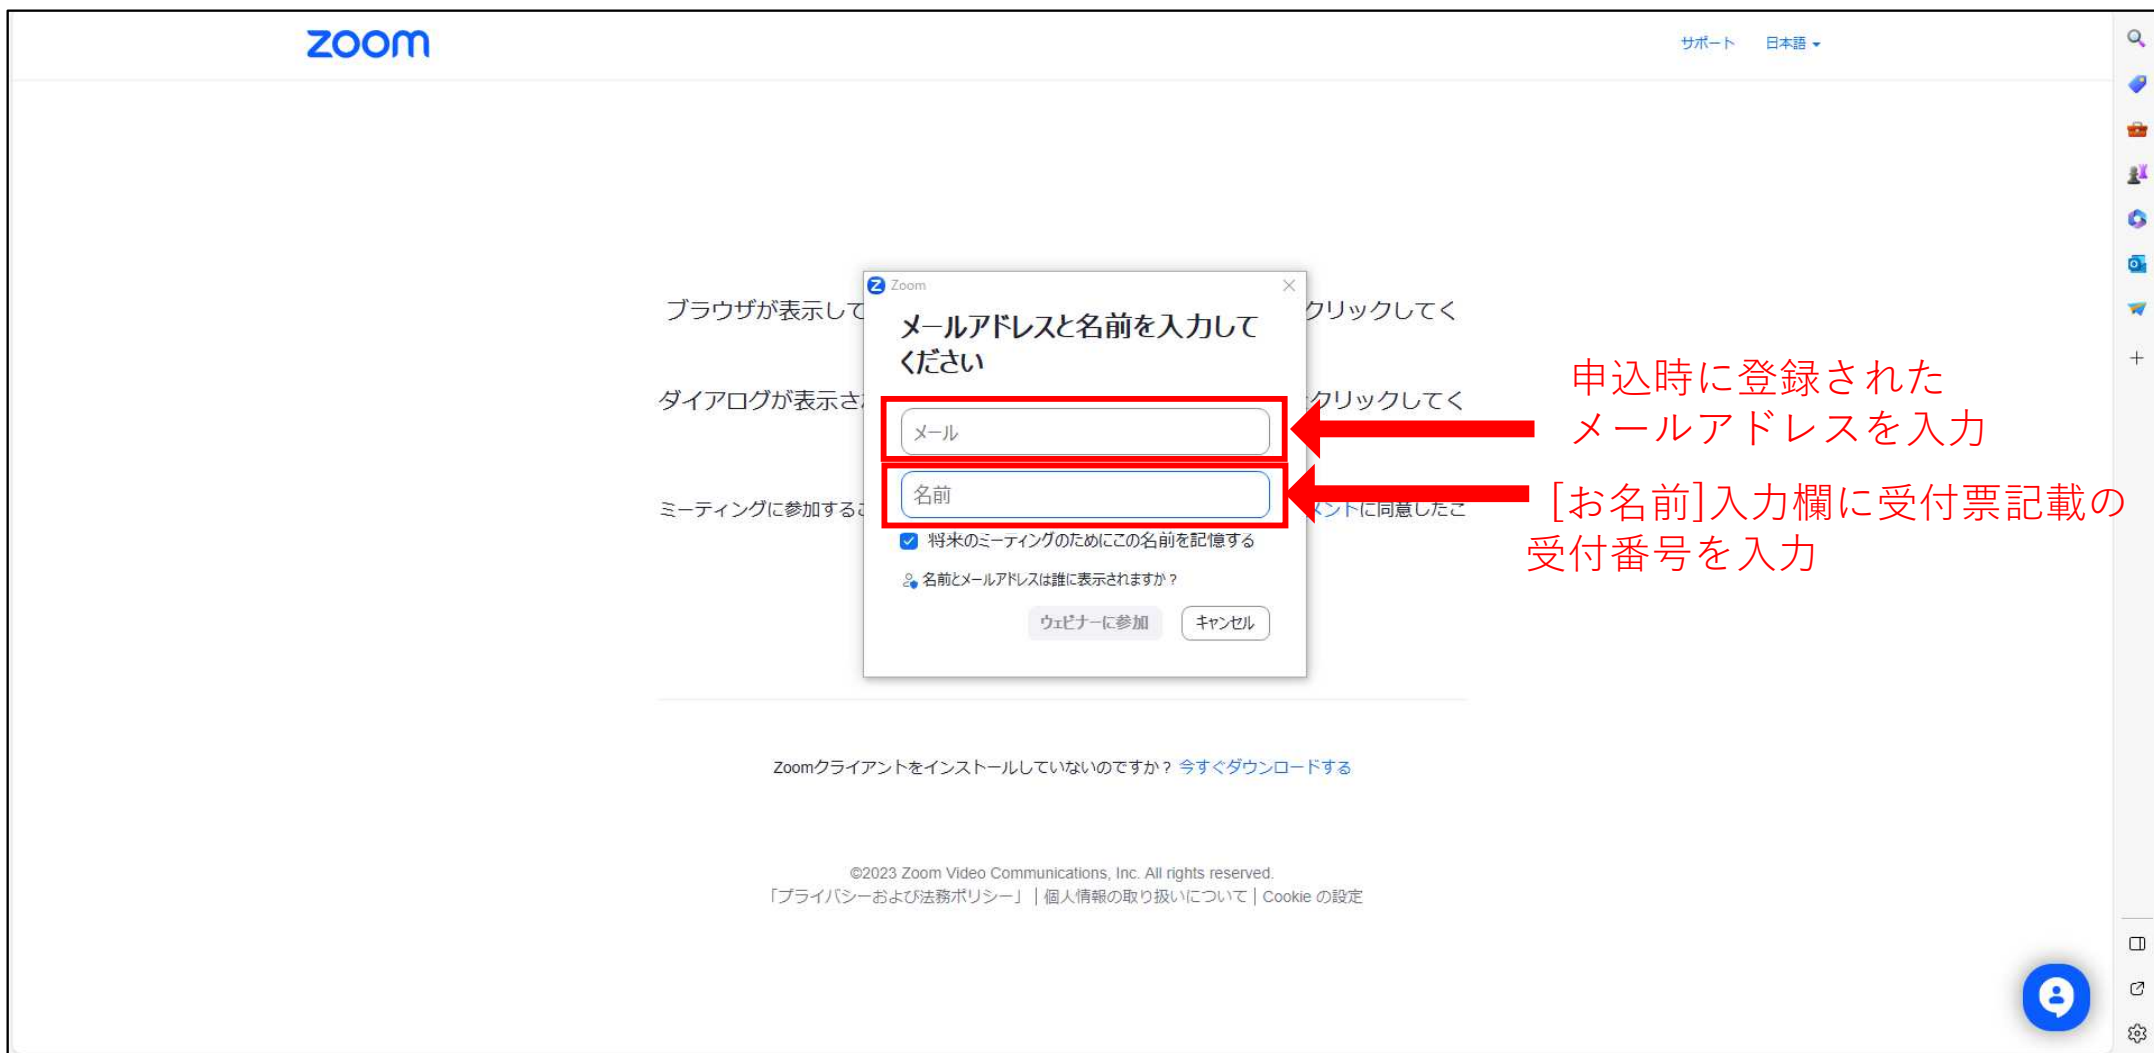 zoom
サポート 日本語
Zoom
ブラウザが表示して
クリックしてく
メールアドレスと名前を入力して
ください
ダイアログが表示さ
クリックしてく
メール
申込時に登録された
メールアドレスを入力
名前
ミーティングに参加する
メントに同意したこ
[お名前]入力欄に受付票記載の
受付番号を入力
将来のミーティングのためにこの名前を記憶する
名前とメールアドレスは誰に表示されますか?
ウェビナーに参加 キャンセル
Zoomクライアントをインストールしていないのですか? 今すぐダウンロードする
©2023 Zoom Video Communications, Inc. All rights reserved.
「プライバシーおよび法務ポリシー」 | 個人情報の取り扱いについて | Cookie の設定